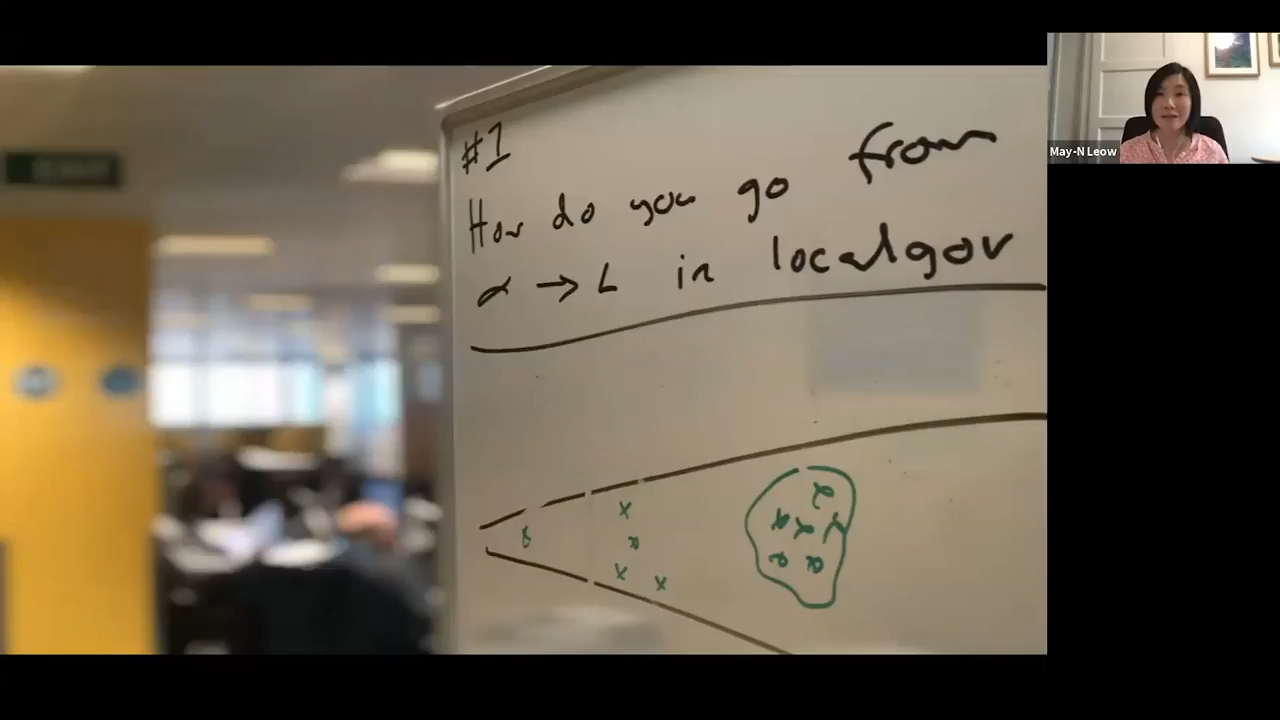 #1
How do you go from
α → L in localgov
x
α
x x
α
α α
α α
May-N Leow